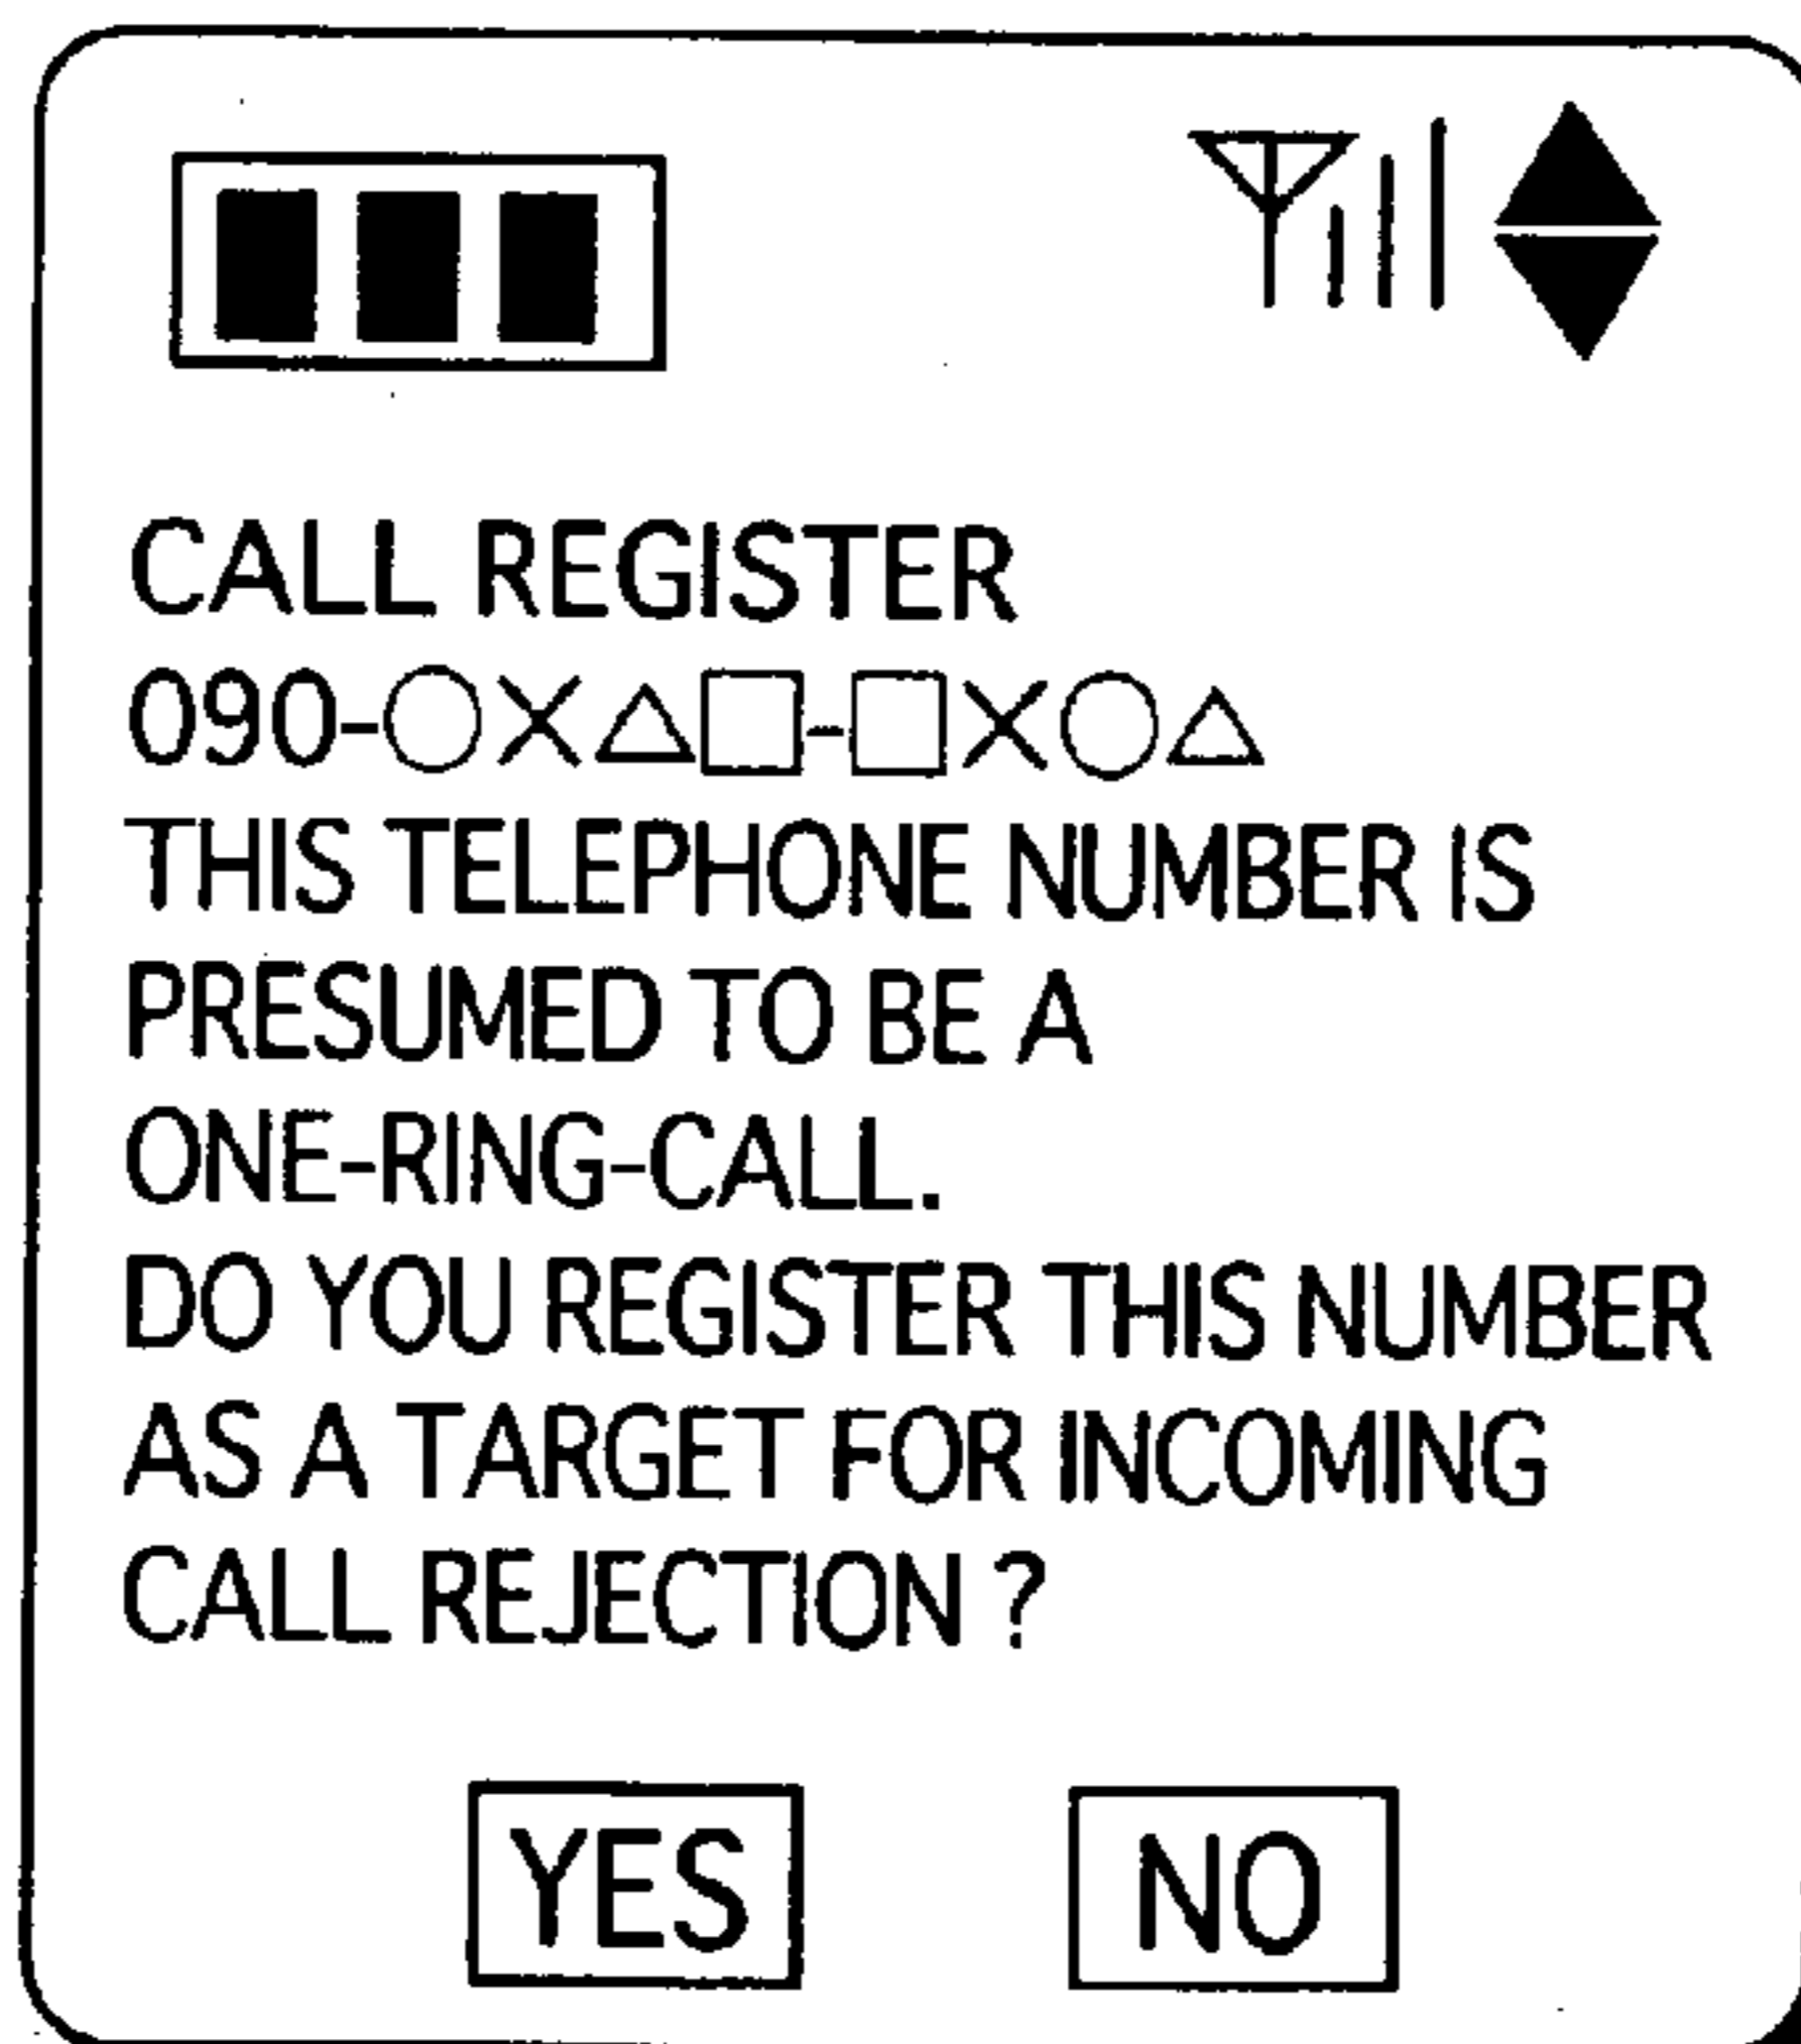 CALL REGISTER
090-○×△□-□×○△
THIS TELEPHONE NUMBER IS
PRESUMED TO BE A
ONE-RING-CALL.
DO YOU REGISTER THIS NUMBER
AS A TARGET FOR INCOMING
CALL REJECTION ?
YES NO